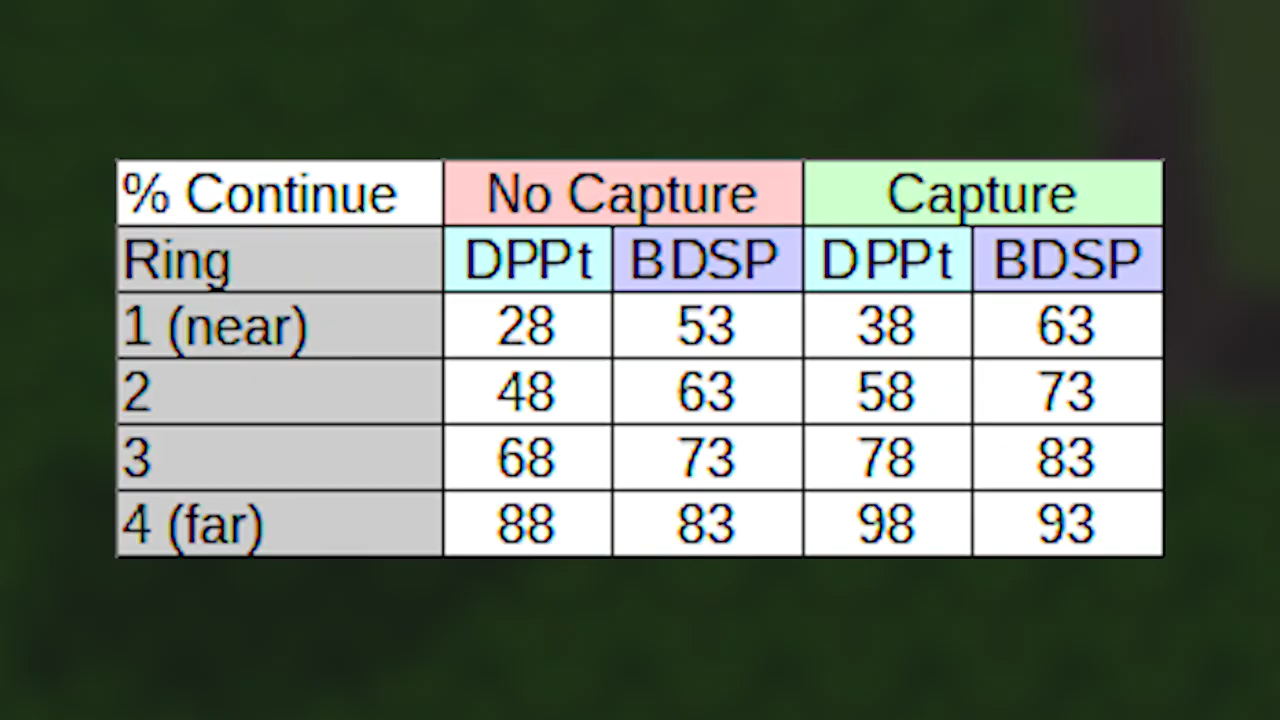 % Continue No Capture Capture
Ring DPPt BDSP DPPt BDSP
1 (near) 28 53 38 63
2 48 63 58 73
3 68 73 78 83
4 (far) 88 83 98 93